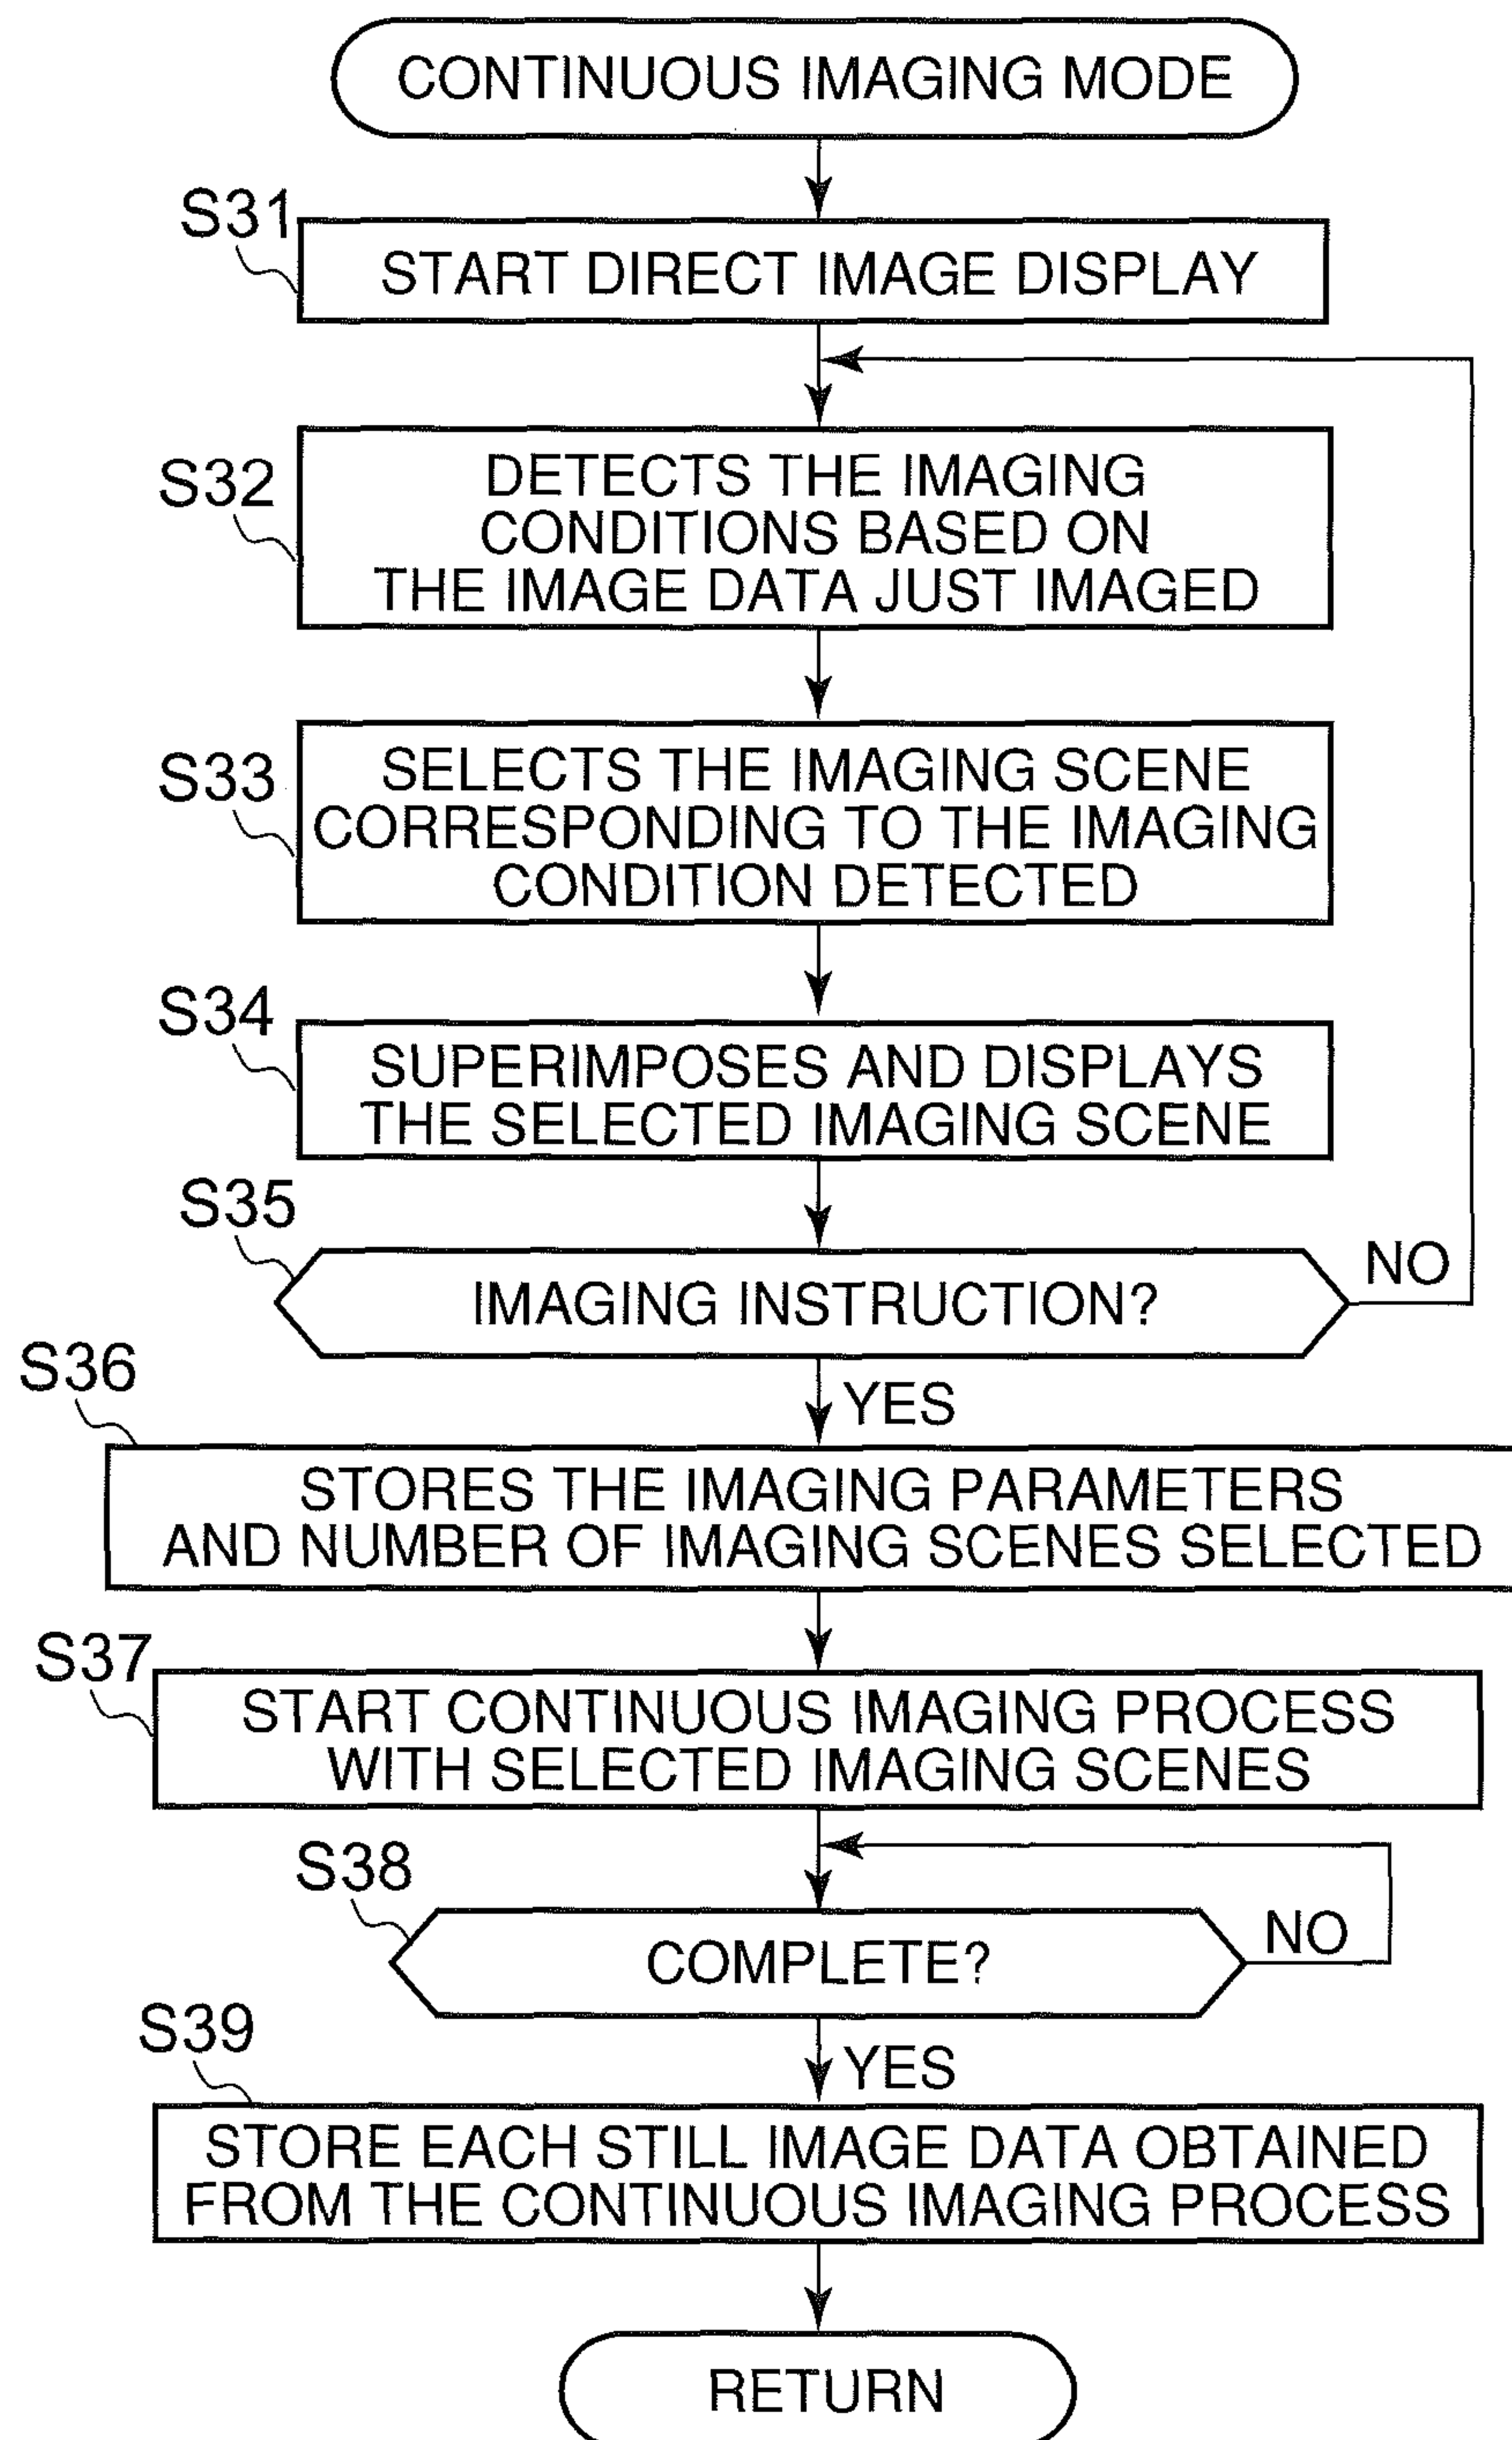 CONTINUOUS IMAGING MODE
S31
START DIRECT IMAGE DISPLAY
S32
DETECTS THE IMAGING
CONDITIONS BASED ON
THE IMAGE DATA JUST IMAGED
S33
SELECTS THE IMAGING SCENE
CORRESPONDING TO THE IMAGING
CONDITION DETECTED
S34
SUPERIMPOSES AND DISPLAYS
THE SELECTED IMAGING SCENE
S35
IMAGING INSTRUCTION?
NO
YES
S36
STORES THE IMAGING PARAMETERS
AND NUMBER OF IMAGING SCENES SELECTED
S37
START CONTINUOUS IMAGING PROCESS
WITH SELECTED IMAGING SCENES
S38
COMPLETE?
NO
YES
S39
STORE EACH STILL IMAGE DATA OBTAINED
FROM THE CONTINUOUS IMAGING PROCESS
RETURN